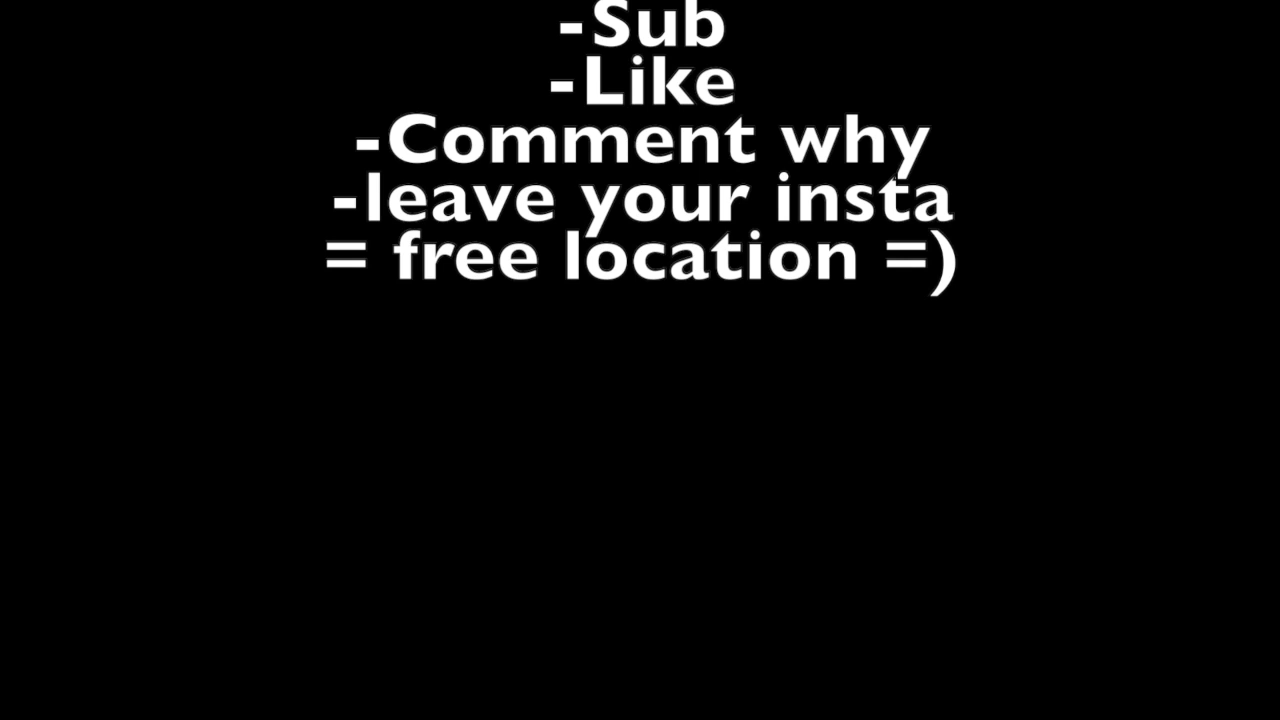 -Sub
-Like
-Comment why
-leave your insta
= free location =)